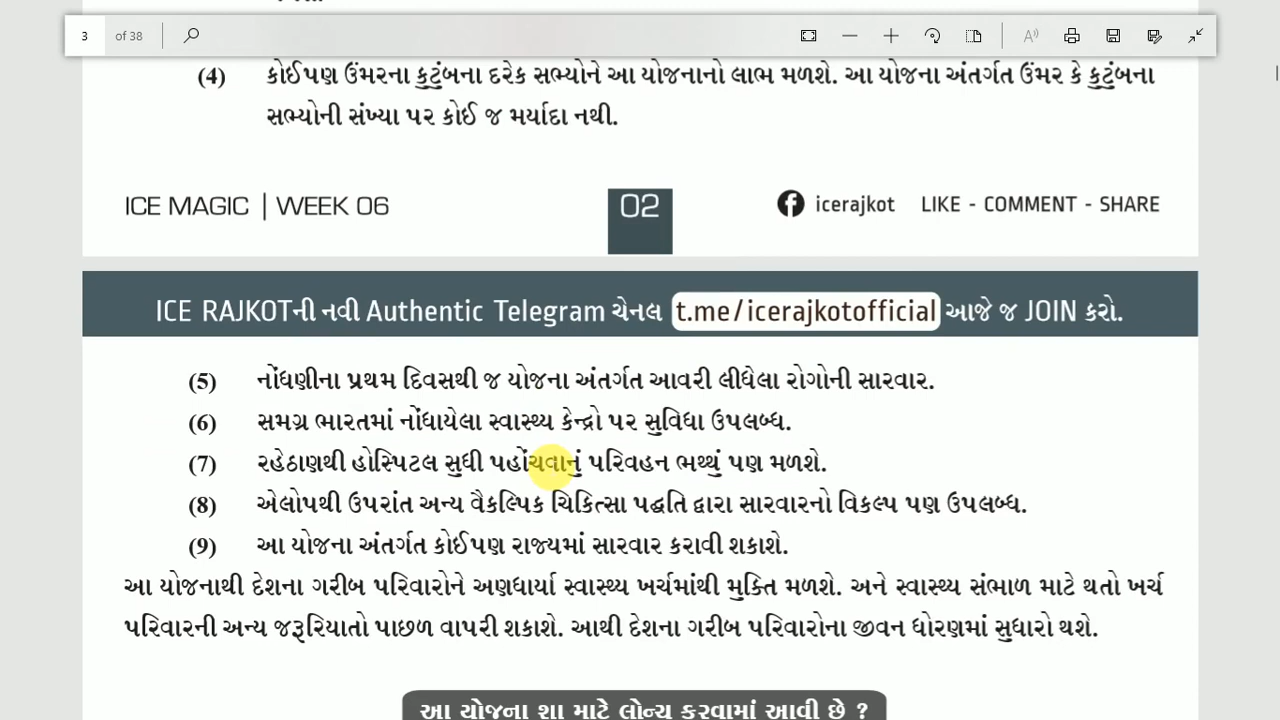 3 of 38
(4) કોઈપણ ઉંમરના કુટુંબના દરેક સભ્યોને આ યોજનાનો લાભ મળશે. આ યોજના અંતર્ગત ઉંમર કે કુટુંબના
સભ્યોની સંખ્યા પર કોઈ જ મર્યાદા નથી.
ICE MAGIC | WEEK 06 02 icerajkot LIKE - COMMENT - SHARE
ICE RAJKOTની નવી Authentic Telegram ચેનલ t.me/icerajkotofficial આજે જ JOIN કરો.
(5) નોંધણીના પ્રથમ દિવસથી જ યોજના અંતર્ગત આવરી લીધેલા રોગોની સારવાર.
(6) સમગ્ર ભારતમાં નોંધાયેલા સ્વાસ્થ્ય કેન્દ્રો પર સુવિધા ઉપલબ્ધ.
(7) રહેઠાણથી હોસ્પિટલ સુધી પહોંચવાનું પરિવહન ભથ્થું પણ મળશે.
(8) એલોપથી ઉપરાંત અન્ય વૈકલ્પિક ચિકિત્સા પદ્ધતિ દ્વારા સારવારનો વિકલ્પ પણ ઉપલબ્ધ.
(9) આ યોજના અંતર્ગત કોઈપણ રાજ્યમાં સારવાર કરાવી શકાશે.
આ યોજનાથી દેશના ગરીબ પરિવારોને અણધાર્યા સ્વાસ્થ્ય ખર્ચમાંથી મુક્તિ મળશે. અને સ્વાસ્થ્ય સંભાળ માટે થતો ખર્ચ
પરિવારની અન્ય જરૂરિયાતો પાછળ વાપરી શકાશે. આથી દેશના ગરીબ પરિવારોના જીવન ધોરણમાં સુધારો થશે.
આ યોજના શા માટે લોન્ચ કરવામાં આવી છે ?